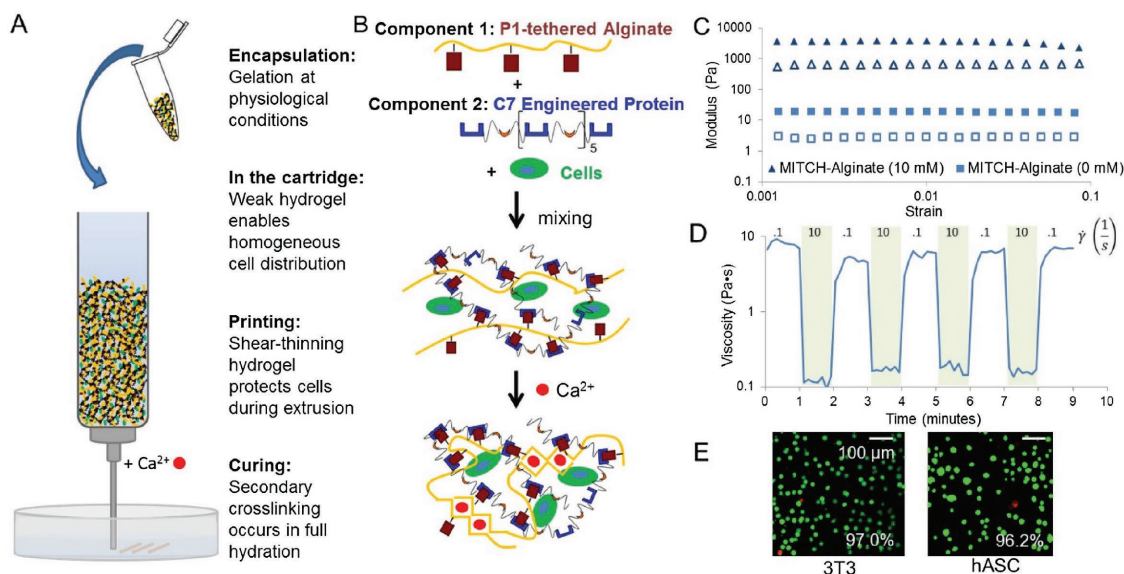 A
Encapsulation:
Gelation at
physiological
conditions
In the cartridge:
Weak hydrogel
enables
homogeneous
cell distribution
Printing:
Shear-thinning
hydrogel
protects cells
during extrusion
+ Ca²⁺
Curing:
Secondary
crosslinking
occurs in full
hydration
B
Component 1: P1-tethered Alginate
+
Component 2: C7 Engineered Protein
5
+ Cells
mixing
Ca²⁺
C
Modulus (Pa)
10000
1000
100
10
1
0.1
MITCH-Alginate (10 mM) MITCH-Alginate (0 mM)
0.001 0.01 0.1
Strain
D
.1 10 .1 10 .1 10 .1 10 .1 γ̇ (1/s)
Viscosity (Pa•s)
10
1
0.1
0 1 2 3 4 5 6 7 8 9 10
Time (minutes)
E
100 µm
97.0% 96.2%
3T3 hASC